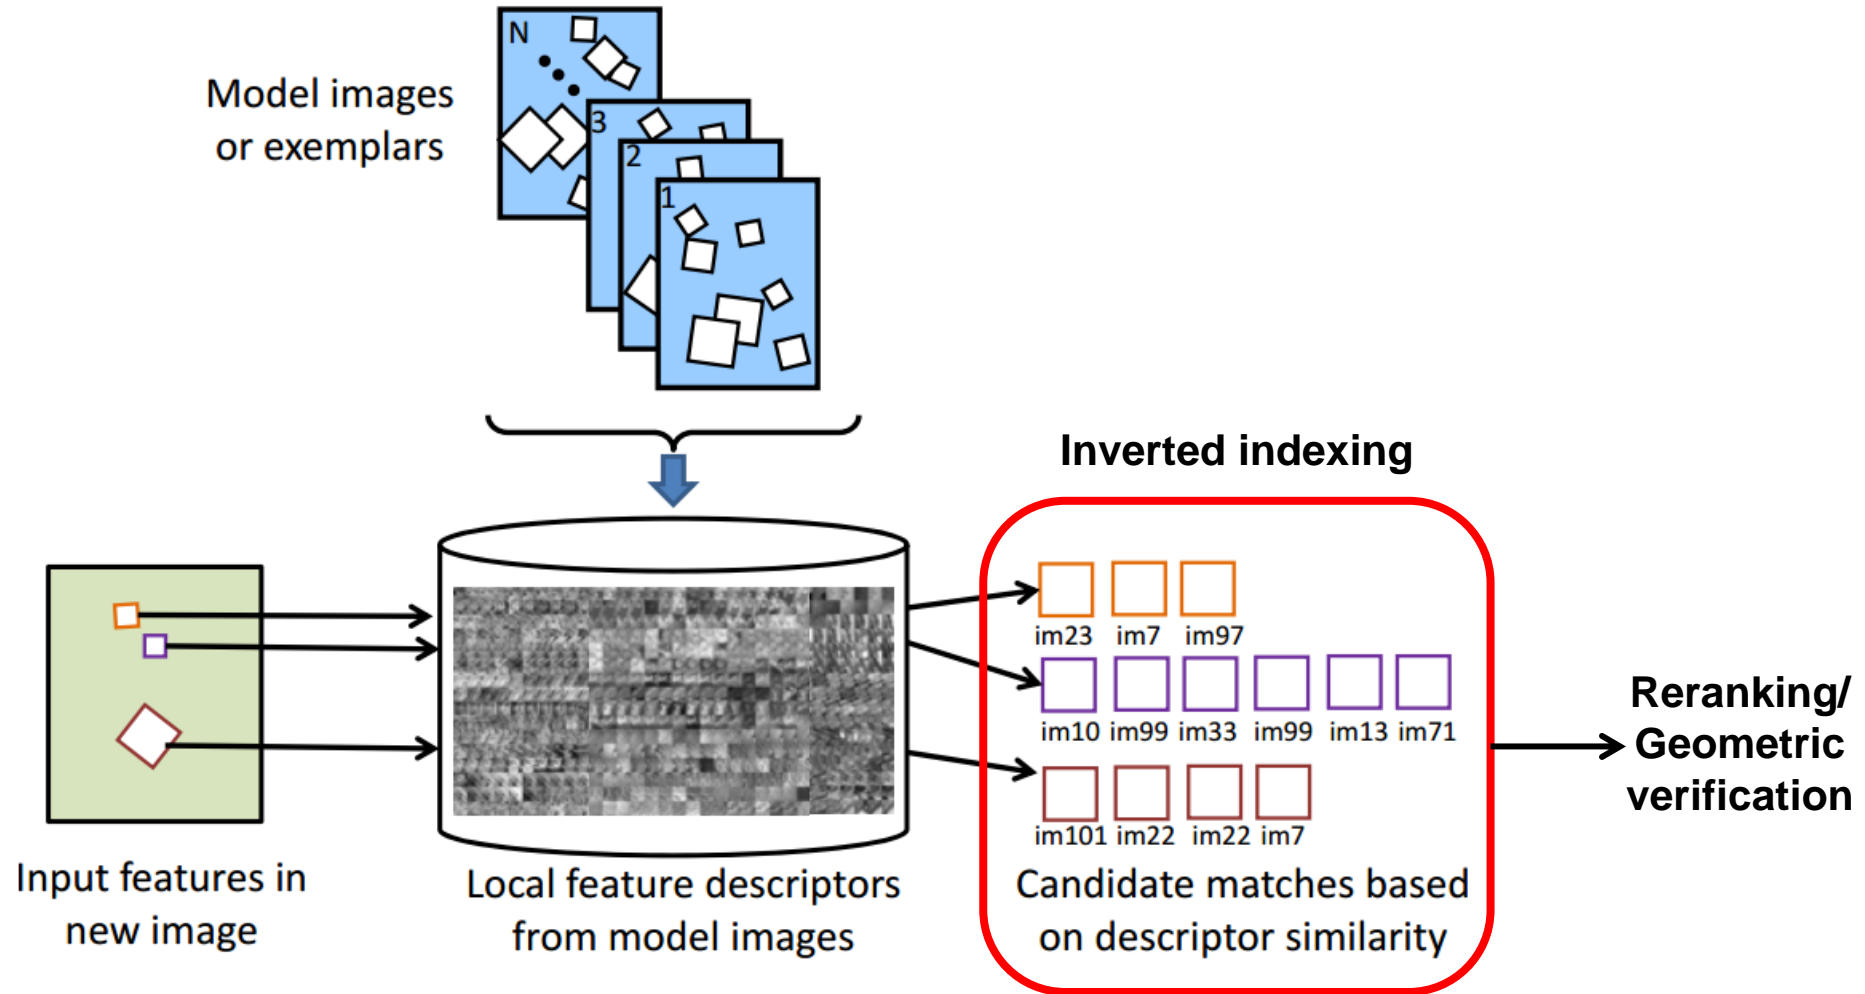 N
Model images
or exemplars
3
2
1
Inverted indexing
im23 im7 im97
im10 im99 im33 im99 im13 im71
im101 im22 im22 im7
Reranking/
Geometric
verification
Input features in
new image
Local feature descriptors
from model images
Candidate matches based
on descriptor similarity